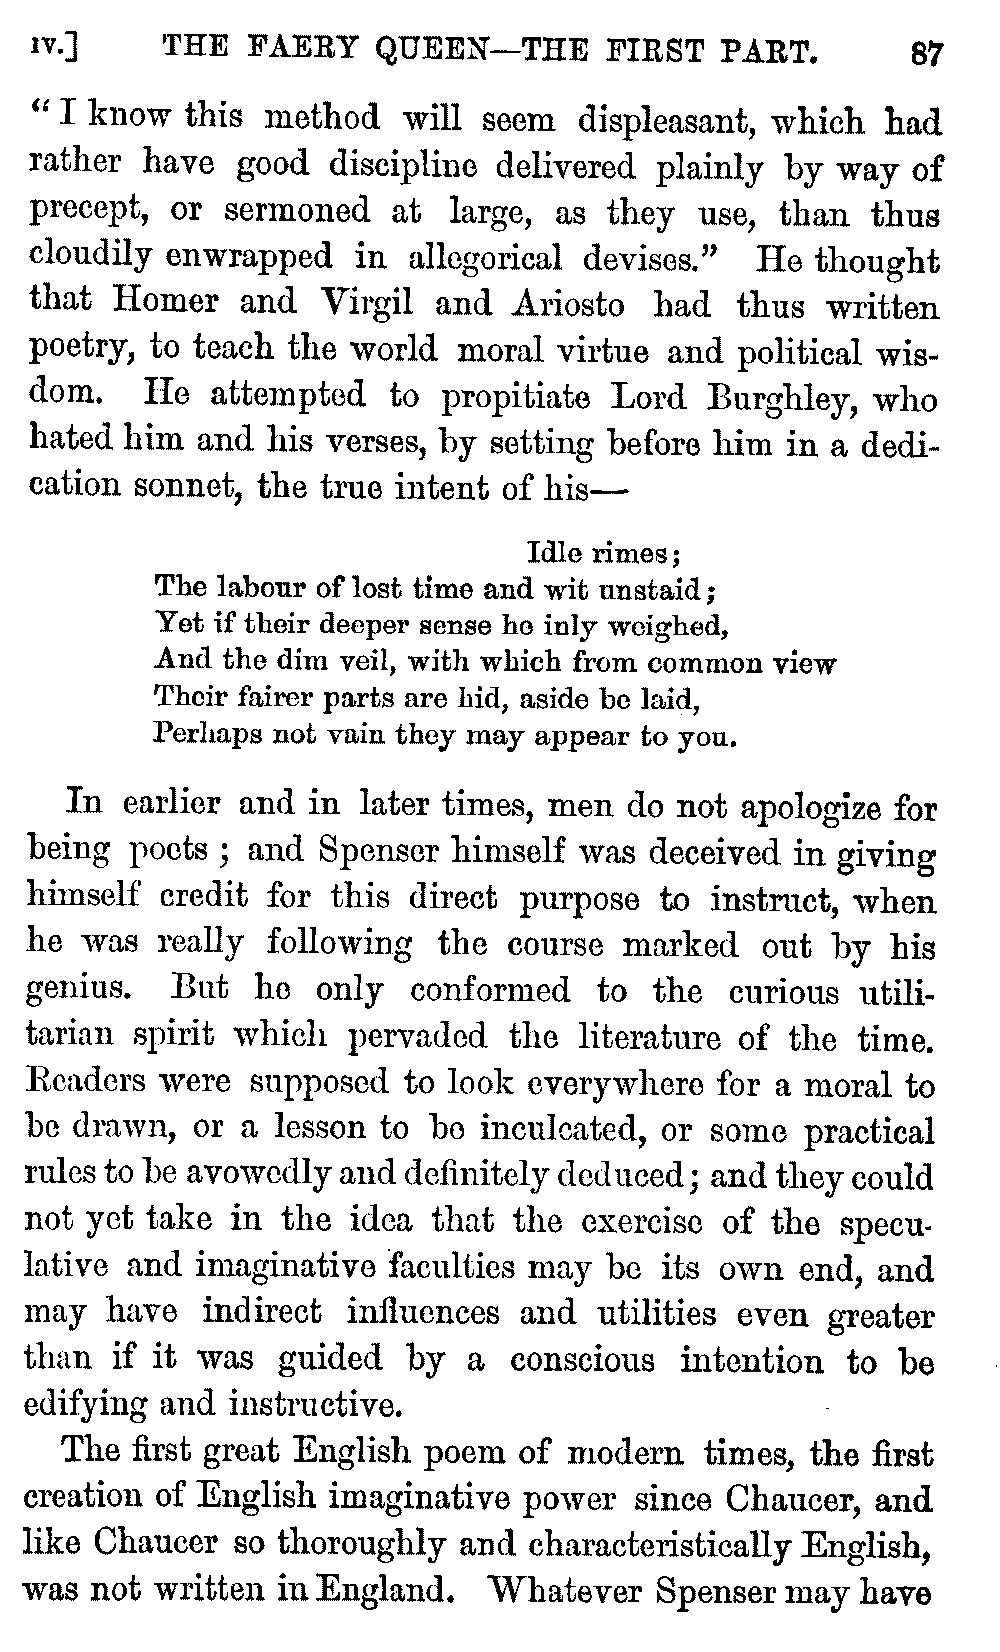 IV.] THE FAERY QUEEN—THE FIRST PART. 87
“ I know this method will seem displeasant, which had
rather have good discipline delivered plainly by way of
precept, or sermoned at large, as they use, than thus
cloudily enwrapped in allegorical devises.” He thought
that Homer and Virgil and Ariosto had thus written
poetry, to teach the world moral virtue and political wis-
dom. He attempted to propitiate Lord Burghley, who
hated him and his verses, by setting before him in a dedi-
cation sonnet, the true intent of his—
Idle rimes;
The labour of lost time and wit unstaid;
Yet if their deeper sense he inly weighed,
And the dim veil, with which from common view
Their fairer parts are hid, aside be laid,
Perhaps not vain they may appear to you.
In earlier and in later times, men do not apologize for
being poets ; and Spenser himself was deceived in giving
himself credit for this direct purpose to instruct, when
he was really following the course marked out by his
genius. But he only conformed to the curious utili-
tarian spirit which pervaded the literature of the time.
Readers were supposed to look everywhere for a moral to
be drawn, or a lesson to be inculcated, or some practical
rules to be avowedly and definitely deduced; and they could
not yet take in the idea that the exercise of the specu-
lative and imaginative faculties may be its own end, and
may have indirect influences and utilities even greater
than if it was guided by a conscious intention to be
edifying and instructive.
The first great English poem of modern times, the first
creation of English imaginative power since Chaucer, and
like Chaucer so thoroughly and characteristically English,
was not written in England. Whatever Spenser may have